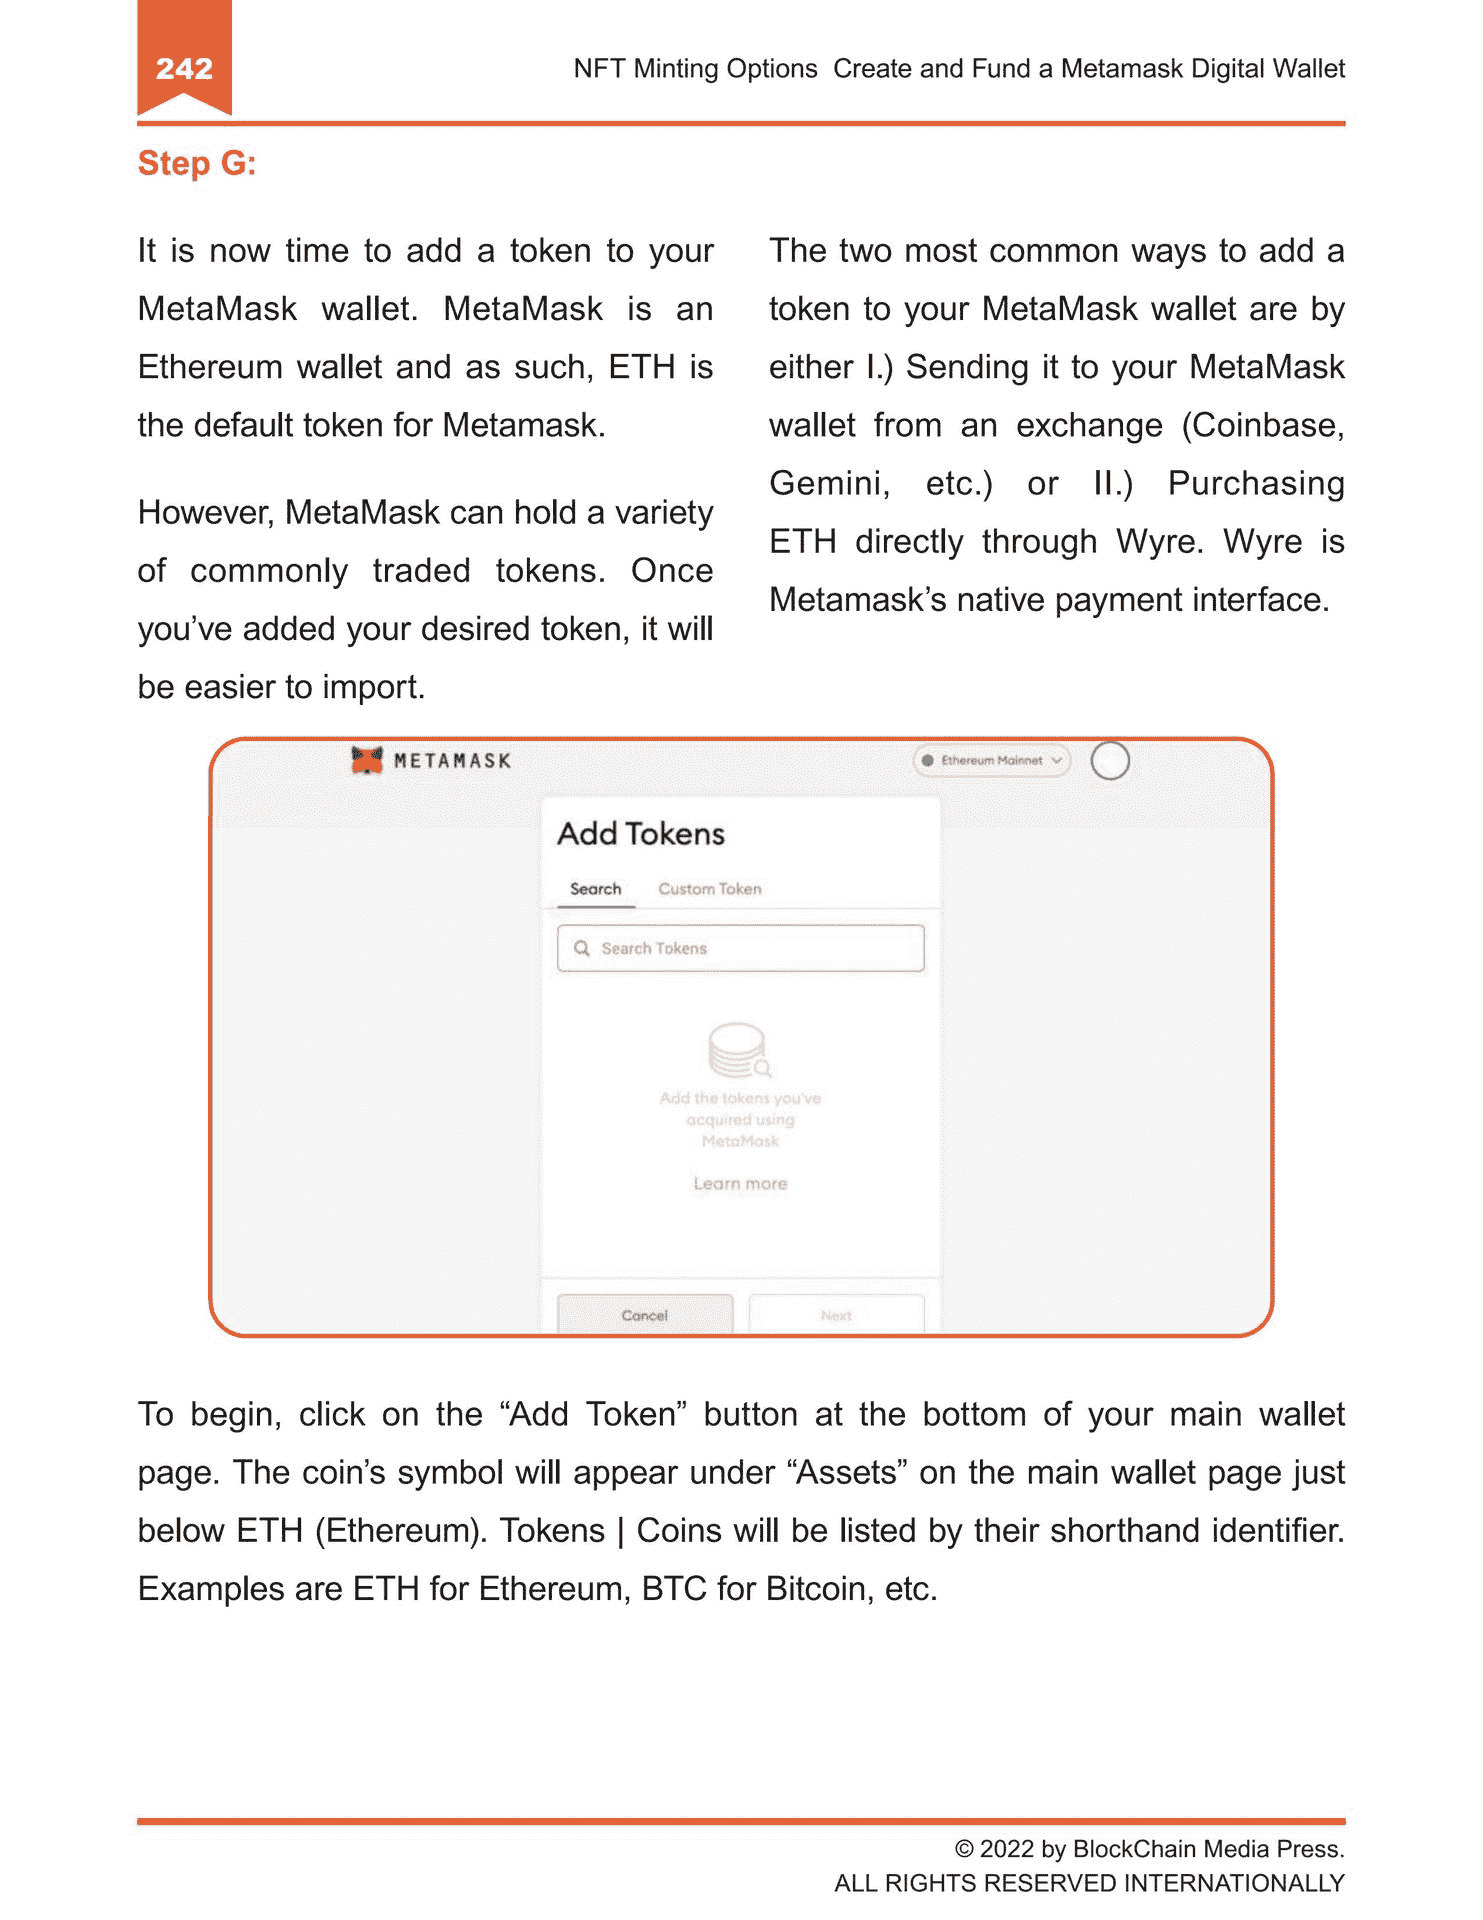 242
NFT Minting Options  Create and Fund a Metamask Digital Wallet
Step G:
It is now time to add a token to your
MetaMask wallet. MetaMask is an
Ethereum wallet and as such, ETH is
the default token for Metamask.
However, MetaMask can hold a variety
of commonly traded tokens. Once
you’ve added your desired token, it will
be easier to import.
The two most common ways to add a
token to your MetaMask wallet are by
either I.) Sending it to your MetaMask
wallet from an exchange (Coinbase,
Gemini, etc.) or II.) Purchasing
ETH directly through Wyre. Wyre is
Metamask’s native payment interface.
METAMASK
Ethereum Mainnet
Add Tokens
Search Custom Token
Search Tokens
Add the tokens you've
acquired using
MetaMask
Learn more
Cancel Next
To begin, click on the “Add Token” button at the bottom of your main wallet
page. The coin’s symbol will appear under “Assets” on the main wallet page just
below ETH (Ethereum). Tokens | Coins will be listed by their shorthand identifier.
Examples are ETH for Ethereum, BTC for Bitcoin, etc.
© 2022 by BlockChain Media Press.
ALL RIGHTS RESERVED INTERNATIONALLY